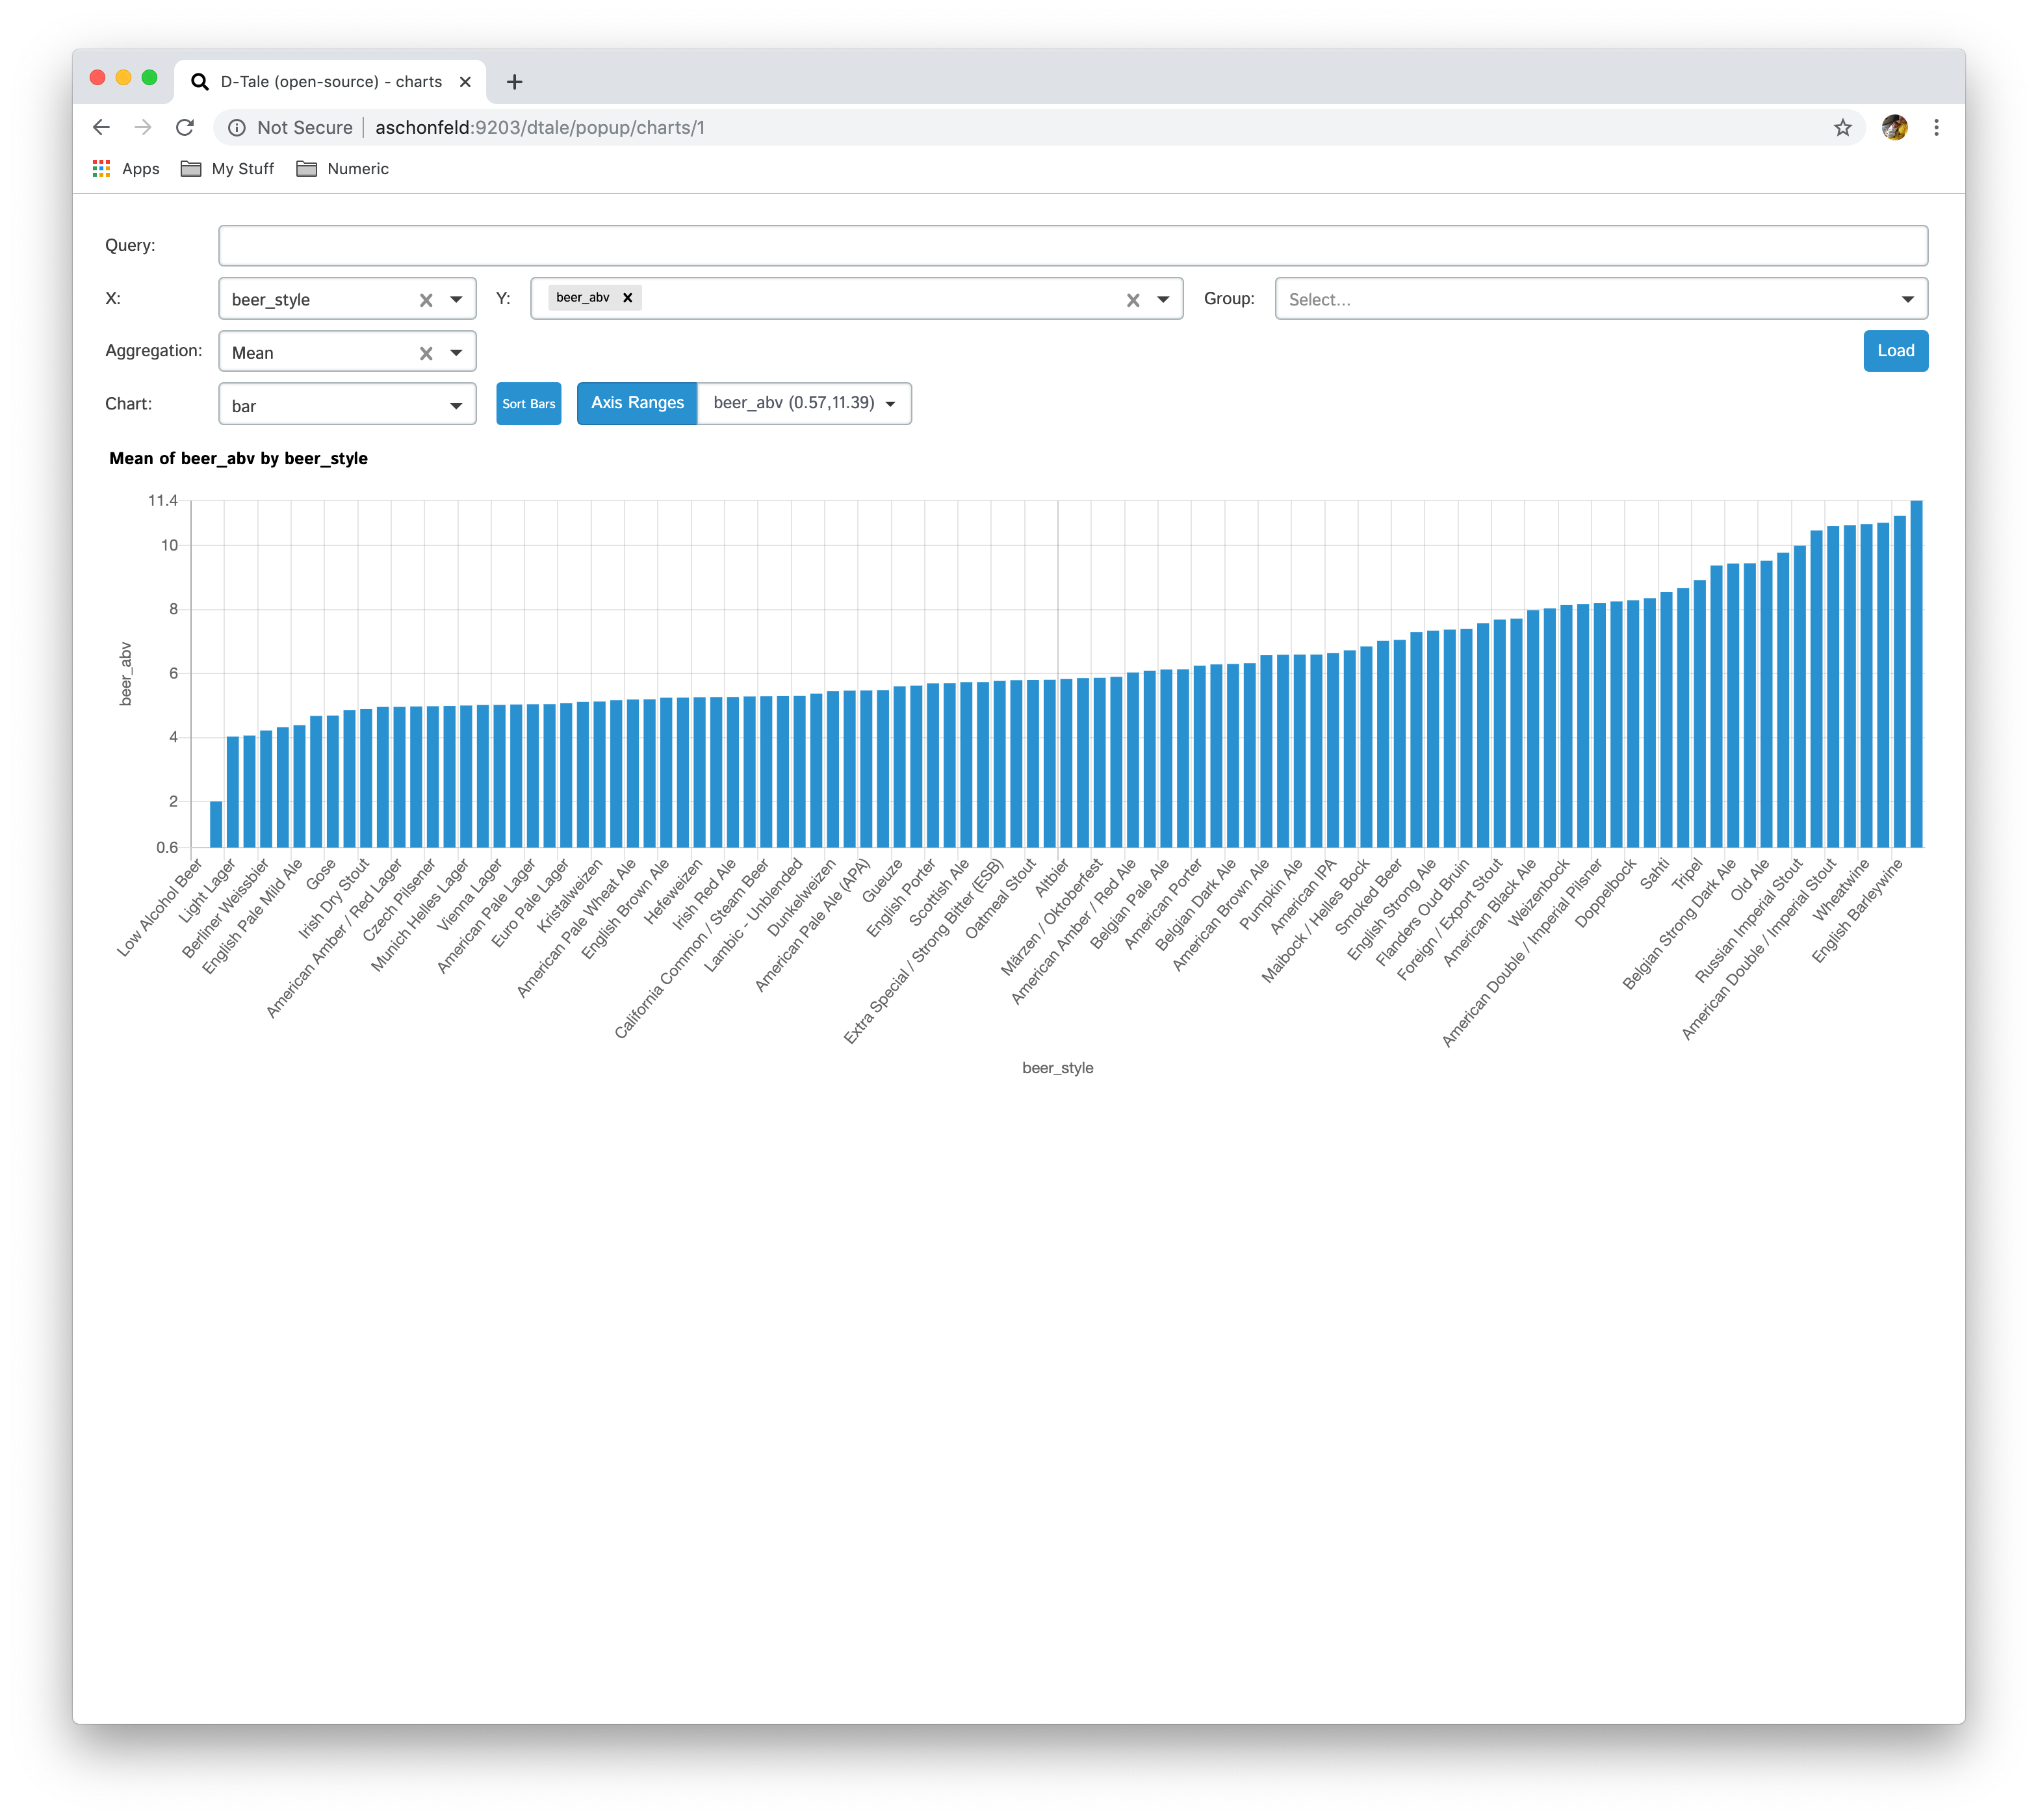 D-Tale (open-source) - charts
Not Secure | aschonfeld:9203/dtale/popup/charts/1
Apps My Stuff Numeric
Query:
X: beer_style Y: beer_abv Group: Select...
Aggregation: Mean Load
Chart: bar Sort Bars Axis Ranges beer_abv (0.57,11.39)
Mean of beer_abv by beer_style
11.4
10
8
6
4
2
0.6
beer_abv
Low Alcohol Beer
Light Lager
Berliner Weissbier
English Pale Mild Ale
Gose
Irish Dry Stout
American Amber / Red Lager
Czech Pilsener
Munich Helles Lager
Vienna Lager
American Pale Lager
Euro Pale Lager
Kristalweizen
American Pale Wheat Ale
English Brown Ale
Hefeweizen
Irish Red Ale
California Common / Steam Beer
Lambic - Unblended
Dunkelweizen
American Pale Ale (APA)
Gueuze
English Porter
Scottish Ale
Extra Special / Strong Bitter (ESB)
Oatmeal Stout
Altbier
Märzen / Oktoberfest
American Amber / Red Ale
Belgian Pale Ale
American Porter
Belgian Dark Ale
American Brown Ale
Pumpkin Ale
American IPA
Maibock / Helles Bock
Smoked Beer
English Strong Ale
Flanders Oud Bruin
Foreign / Export Stout
American Black Ale
Weizenbock
American Double / Imperial Pilsner
Doppelbock
Sahti
Tripel
Belgian Strong Dark Ale
Old Ale
Russian Imperial Stout
American Double / Imperial Stout
Wheatwine
English Barleywine
beer_style